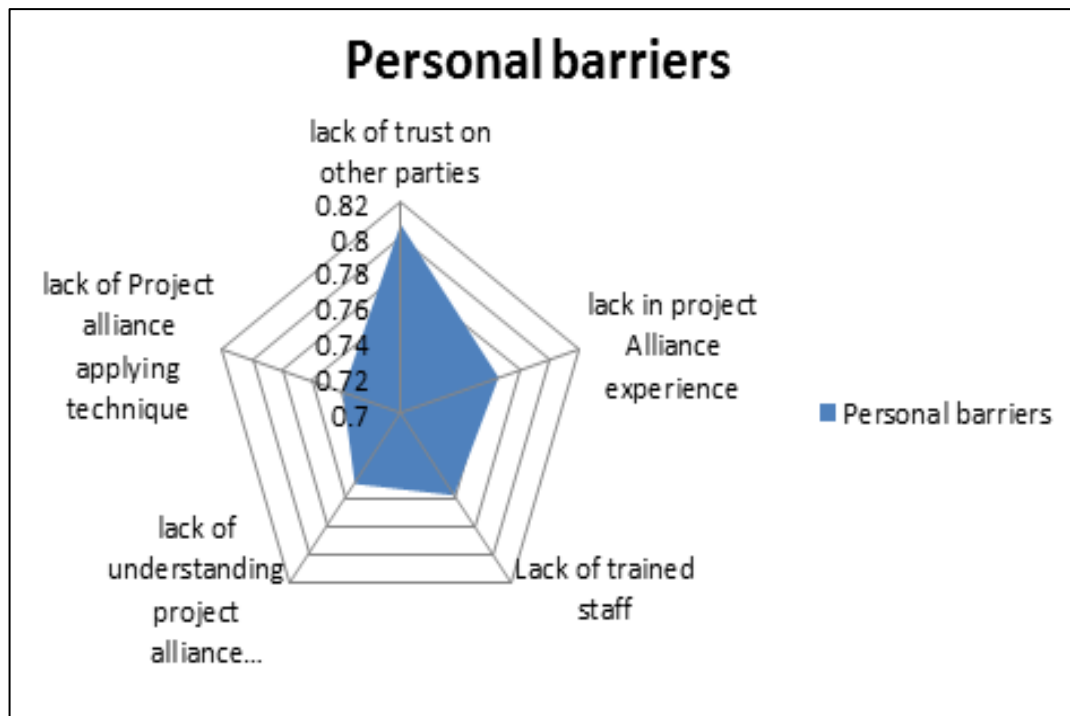 Personal barriers
lack of trust on
other parties
0.82
0.8
0.78
0.76
0.74
0.72
0.7
lack in project
Alliance
experience
Lack of trained
staff
lack of
understanding
project
alliance...
lack of Project
alliance
applying
technique
Personal barriers